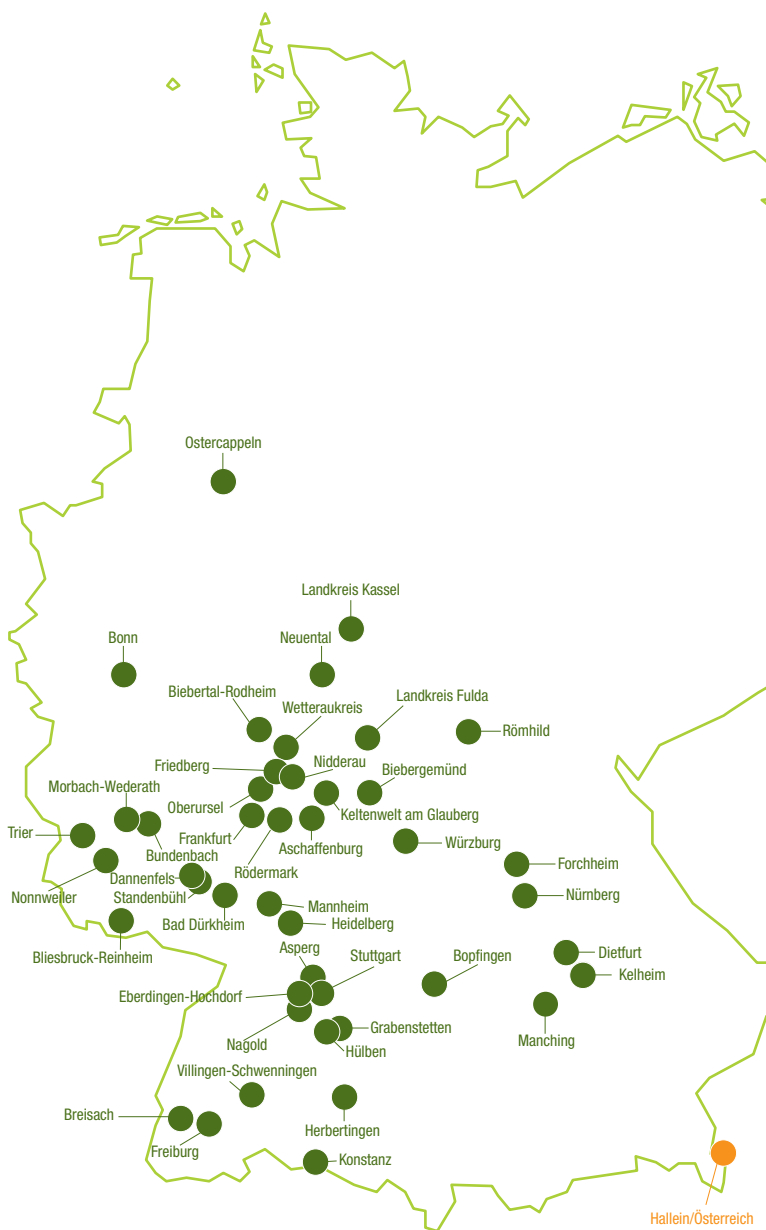 Ostercappeln
Landkreis Kassel
Bonn
Neuental
Biebertal-Rodheim
Landkreis Fulda
Wetteraukreis
Römhild
Friedberg
Nidderau
Biebergemünd
Morbach-Wederath
Oberursel
Keltenwelt am Glauberg
Trier
Frankfurt
Aschaffenburg
Würzburg
Bundenbach
Rödermark
Forchheim
Dannenfels
Nonnweiler
Standenbühl
Nürnberg
Mannheim
Bad Dürkheim
Heidelberg
Bliesbruck-Reinheim
Asperg
Stuttgart
Bopfingen
Dietfurt
Kelheim
Eberdingen-Hochdorf
Grabenstetten
Manching
Nagold
Hülben
Villingen-Schwenningen
Breisach
Herbertingen
Freiburg
Konstanz
Hallein/Österreich